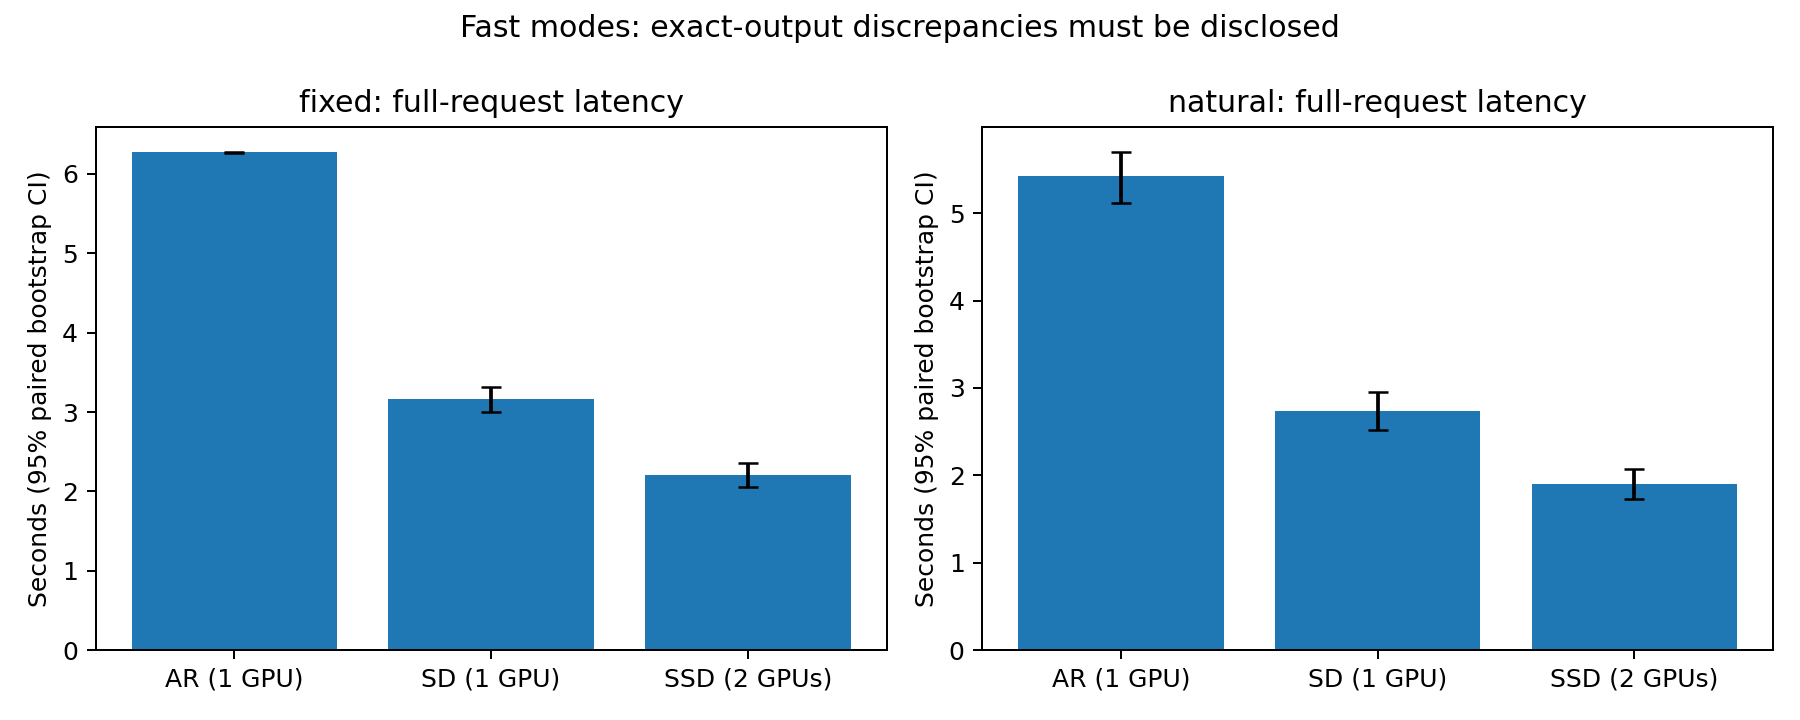 Fast modes: exact-output discrepancies must be disclosed
fixed: full-request latency
Seconds (95% paired bootstrap CI)
6
5
4
3
2
1
0
AR (1 GPU)
SD (1 GPU)
SSD (2 GPUs)
natural: full-request latency
Seconds (95% paired bootstrap CI)
5
4
3
2
1
0
AR (1 GPU)
SD (1 GPU)
SSD (2 GPUs)